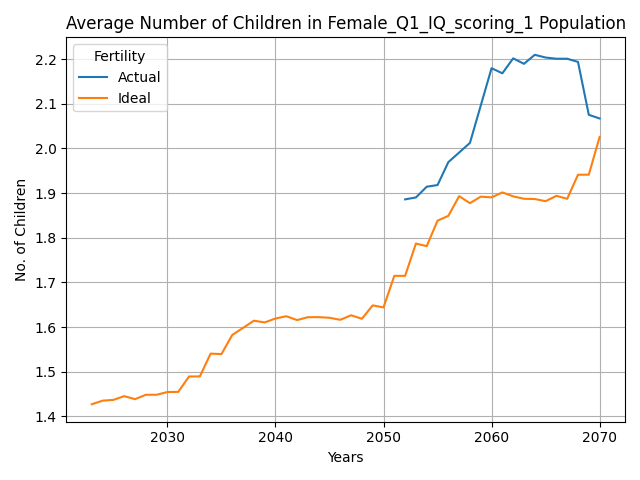 Average Number of Children in Female_Q1_IQ_scoring_1 Population
Fertility
Actual
Ideal
2.2
2.1
2.0
1.9
1.8
1.7
1.6
1.5
1.4
No. of Children
2030 2040 2050 2060 2070
Years